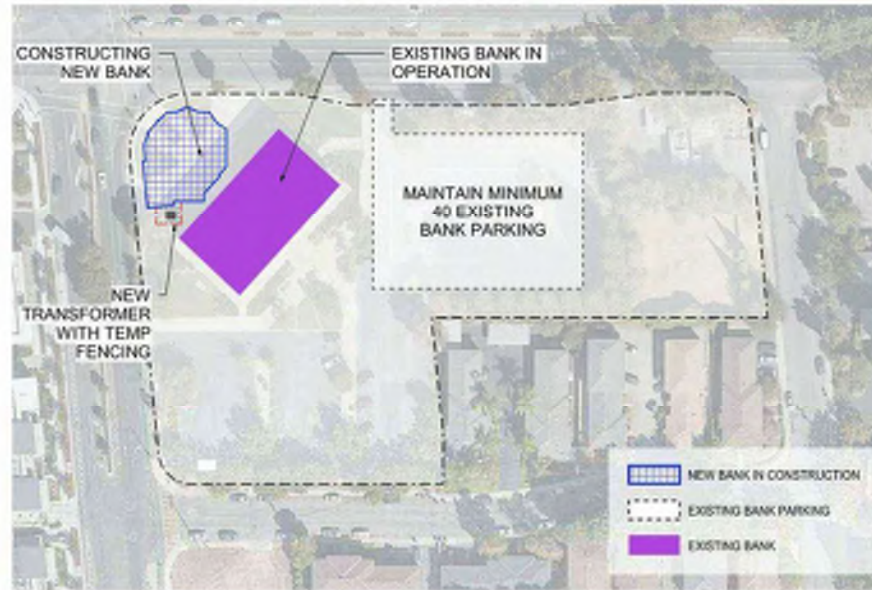 CONSTRUCTING
NEW BANK
EXISTING BANK IN
OPERATION
MAINTAIN MINIMUM
40 EXISTING
BANK PARKING
NEW
TRANSFORMER
WITH TEMP
FENCING
NEW BANK IN CONSTRUCTION
EXISTING BANK PARKING
EXISTING BANK